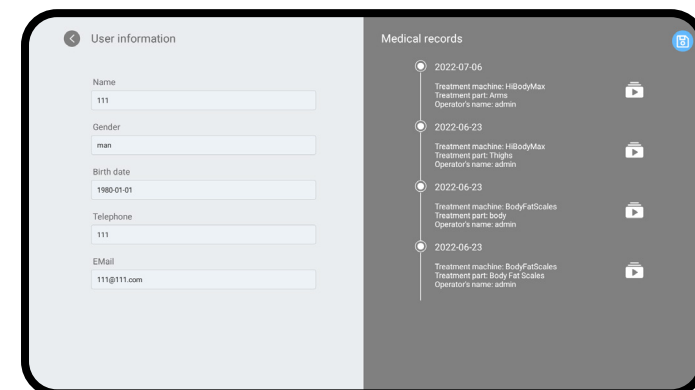 User information
Name
111
Gender
man
Birth date
1980-01-01
Telephone
111
EMail
111@111.com
Medical records
2022-07-06
Treatment machine: HiBodyMax
Treatment part: Arms
Operator's name: admin
2022-06-23
Treatment machine: HiBodyMax
Treatment part: Thighs
Operator's name: admin
2022-06-23
Treatment machine: BodyFatScales
Treatment part: body
Operator's name: admin
2022-06-23
Treatment machine: BodyFatScales
Treatment part: Body Fat Scales
Operator's name: admin